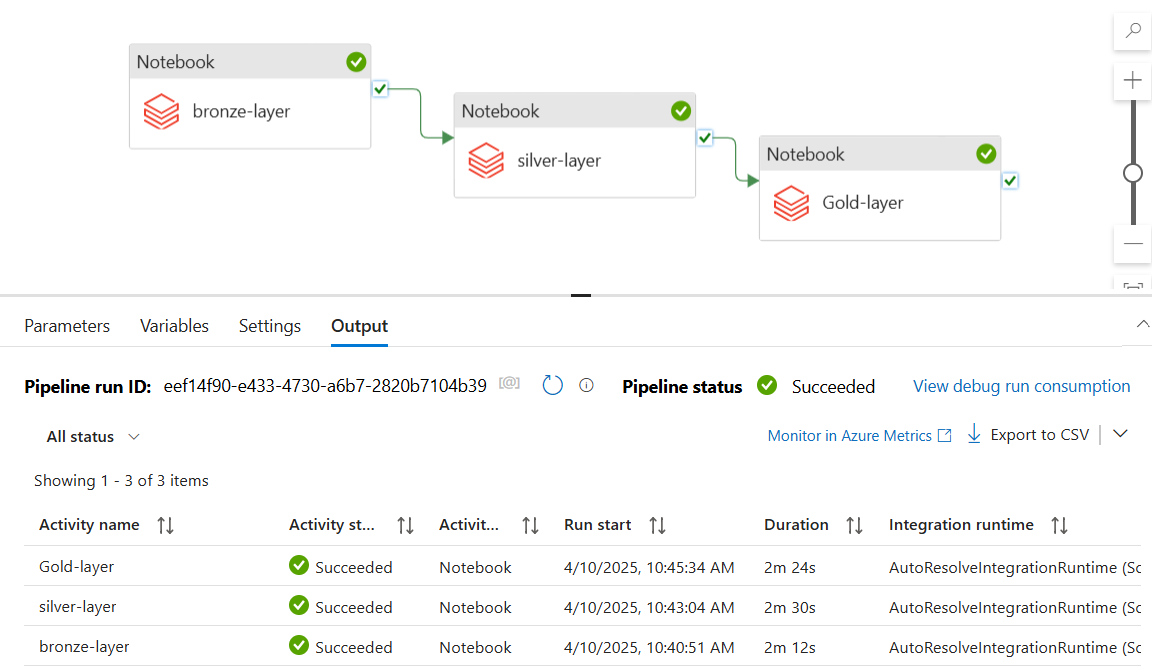 Notebook
bronze-layer
Notebook
silver-layer
Notebook
Gold-layer
Parameters Variables Settings Output
Pipeline run ID: eef14f90-e433-4730-a6b7-2820b7104b39 [@] Pipeline status Succeeded View debug run consumption
All status Monitor in Azure Metrics Export to CSV
Showing 1 - 3 of 3 items
Activity name Activity st... Activit... Run start Duration Integration runtime
Gold-layer Succeeded Notebook 4/10/2025, 10:45:34 AM 2m 24s AutoResolveIntegrationRuntime (Sc
silver-layer Succeeded Notebook 4/10/2025, 10:43:04 AM 2m 30s AutoResolveIntegrationRuntime (Sc
bronze-layer Succeeded Notebook 4/10/2025, 10:40:51 AM 2m 12s AutoResolveIntegrationRuntime (Sc